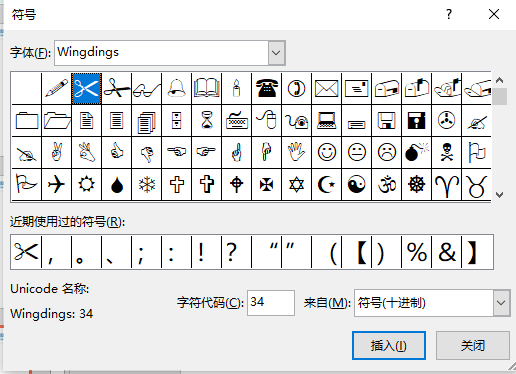 符号
字体(F): Wingdings
近期使用过的符号(R):
, 。 、 ; : ! ? “ ” ( 【 ) % & 】
Unicode 名称:
Wingdings: 34
字符代码(C): 34 来自(M): 符号(十进制)
插入(I) 关闭